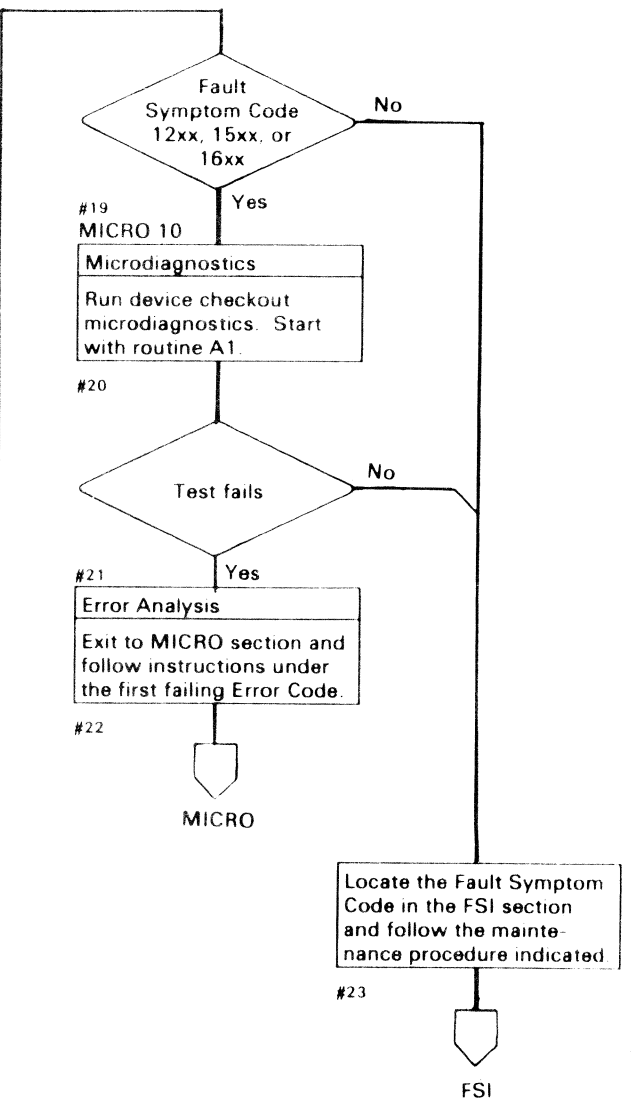 Fault
Symptom Code
12xx, 15xx, or
16xx
No
Yes
#19
MICRO 10
Microdiagnostics
Run device checkout
microdiagnostics. Start
with routine A1.
#20
Test fails
No
Yes
#21
Error Analysis
Exit to MICRO section and
follow instructions under
the first failing Error Code.
#22
MICRO
Locate the Fault Symptom
Code in the FSI section
and follow the mainte-
nance procedure indicated.
#23
FSI